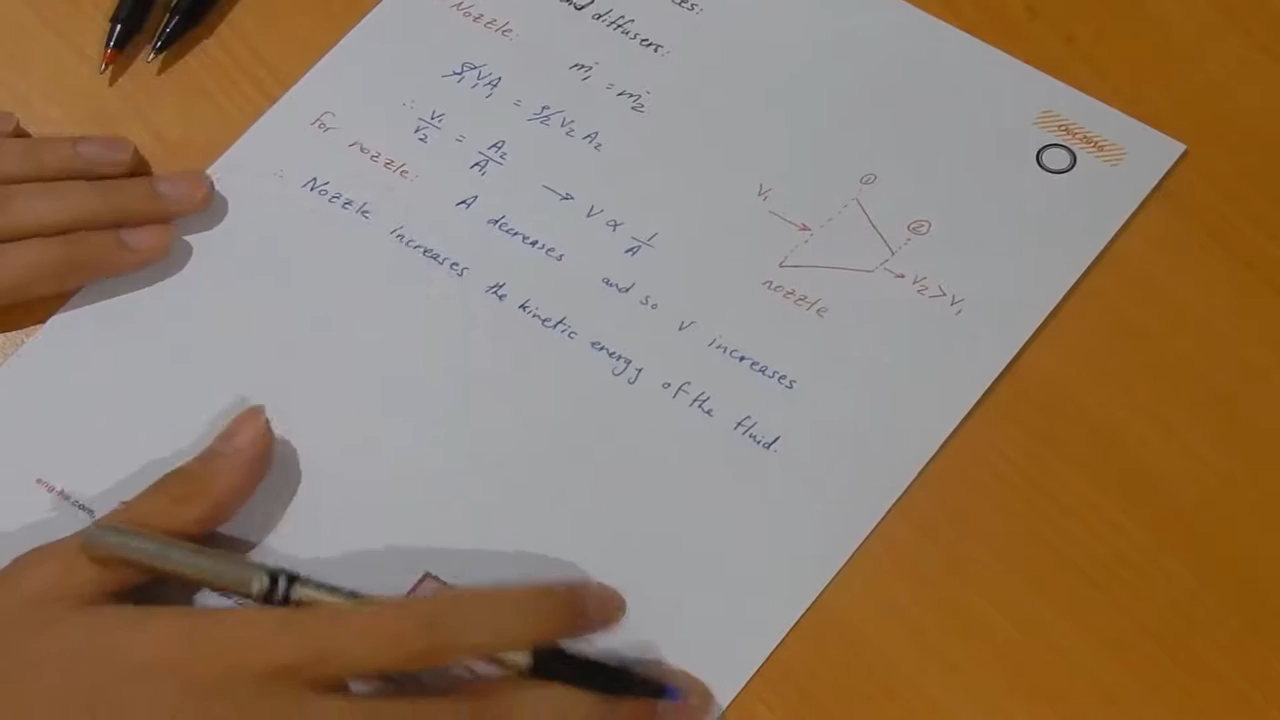 and diffusers:
Nozzle:
ṁ₁ = ṁ₂
ρ₁V₁A₁ = ρ₂V₂A₂
∴ V₁/V₂ = A₂/A₁ → V ∝ 1/A
for nozzle: A decreases and so V increases
∴ Nozzle increases the kinetic energy of the fluid.
①
②
V₁
V₂>V₁
nozzle